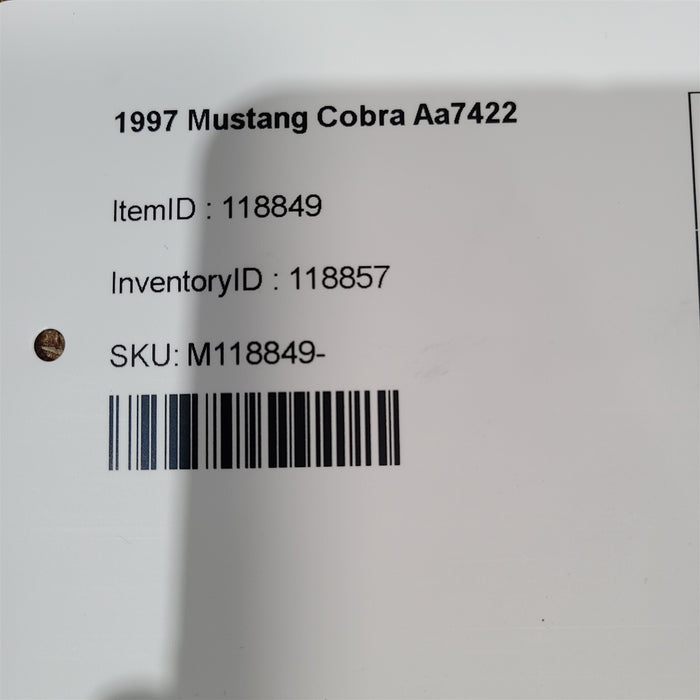 1997 Mustang Cobra Aa7422
ItemID : 118849
InventoryID : 118857
SKU: M118849-